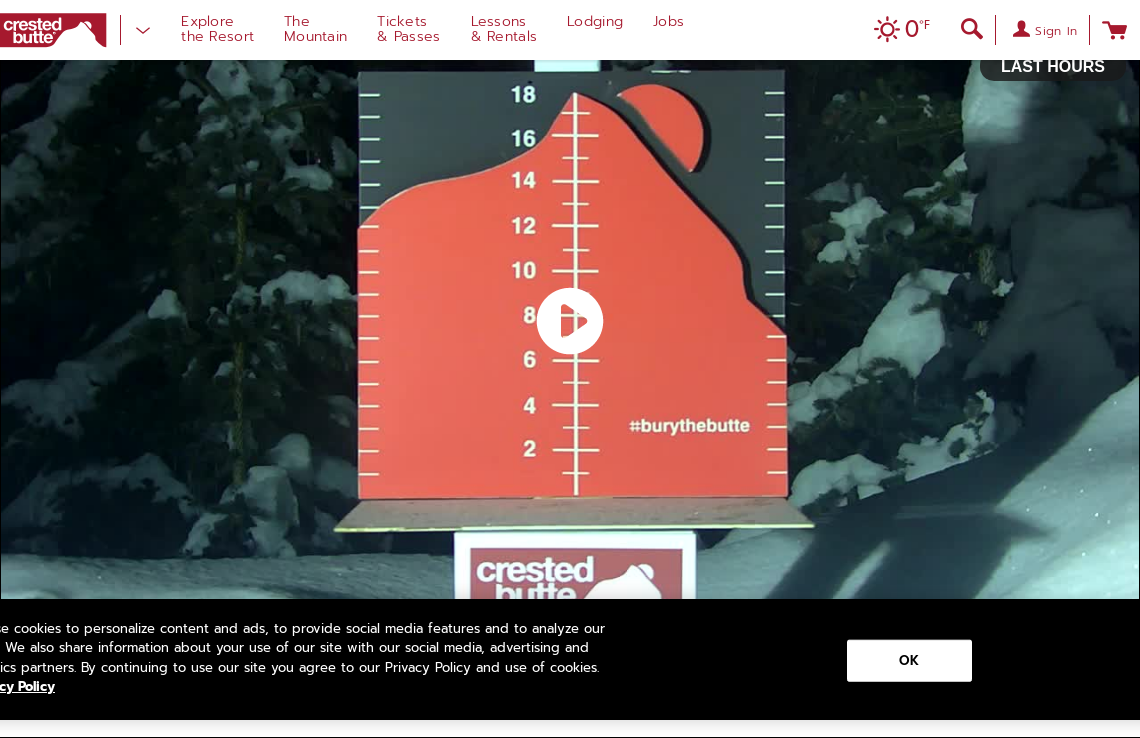 crested
butte
Explore
the Resort
The
Mountain
Tickets
& Passes
Lessons
& Rentals
Lodging
Jobs
0°F
Sign In
LAST HOURS
18
16
14
12
10
8
6
4
2
#burythebutte
crested
butte
cookies to personalize content and ads, to provide social media features and to analyze our
We also share information about your use of our site with our social media, advertising and
ics partners. By continuing to use our site you agree to our Privacy Policy and use of cookies.
cy Policy
OK